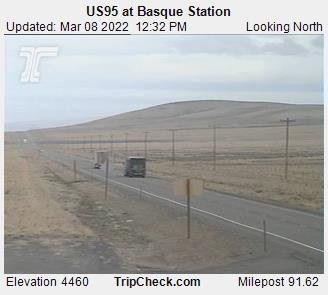 US95 at Basque Station
Updated: Mar 08 2022 12:32 PM Looking North
Elevation 4460 TripCheck.com Milepost 91.62